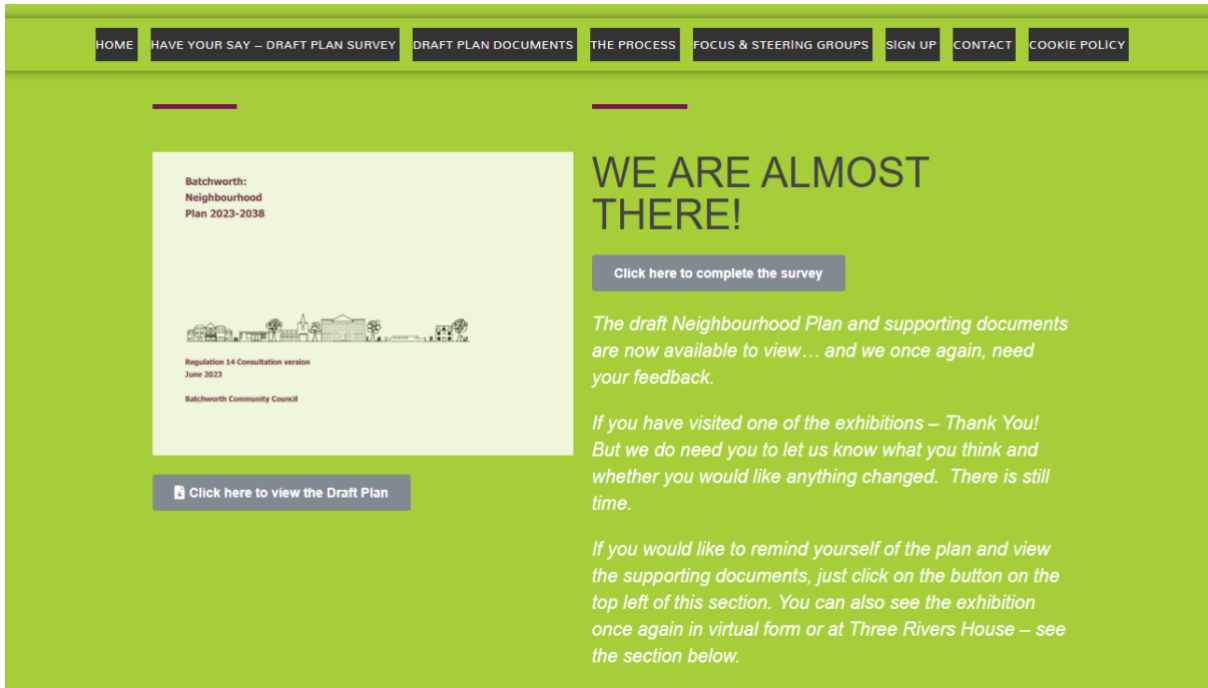 HOME HAVE YOUR SAY – DRAFT PLAN SURVEY DRAFT PLAN DOCUMENTS THE PROCESS FOCUS & STEERING GROUPS SIGN UP CONTACT COOKIE POLICY
Batchworth:
Neighbourhood
Plan 2023-2038
Regulation 14 Consultation version
June 2023
Batchworth Community Council
Click here to view the Draft Plan
WE ARE ALMOST
THERE!
Click here to complete the survey
The draft Neighbourhood Plan and supporting documents
are now available to view… and we once again, need
your feedback.
If you have visited one of the exhibitions – Thank You!
But we do need you to let us know what you think and
whether you would like anything changed.  There is still
time.
If you would like to remind yourself of the plan and view
the supporting documents, just click on the button on the
top left of this section. You can also see the exhibition
once again in virtual form or at Three Rivers House – see
the section below.